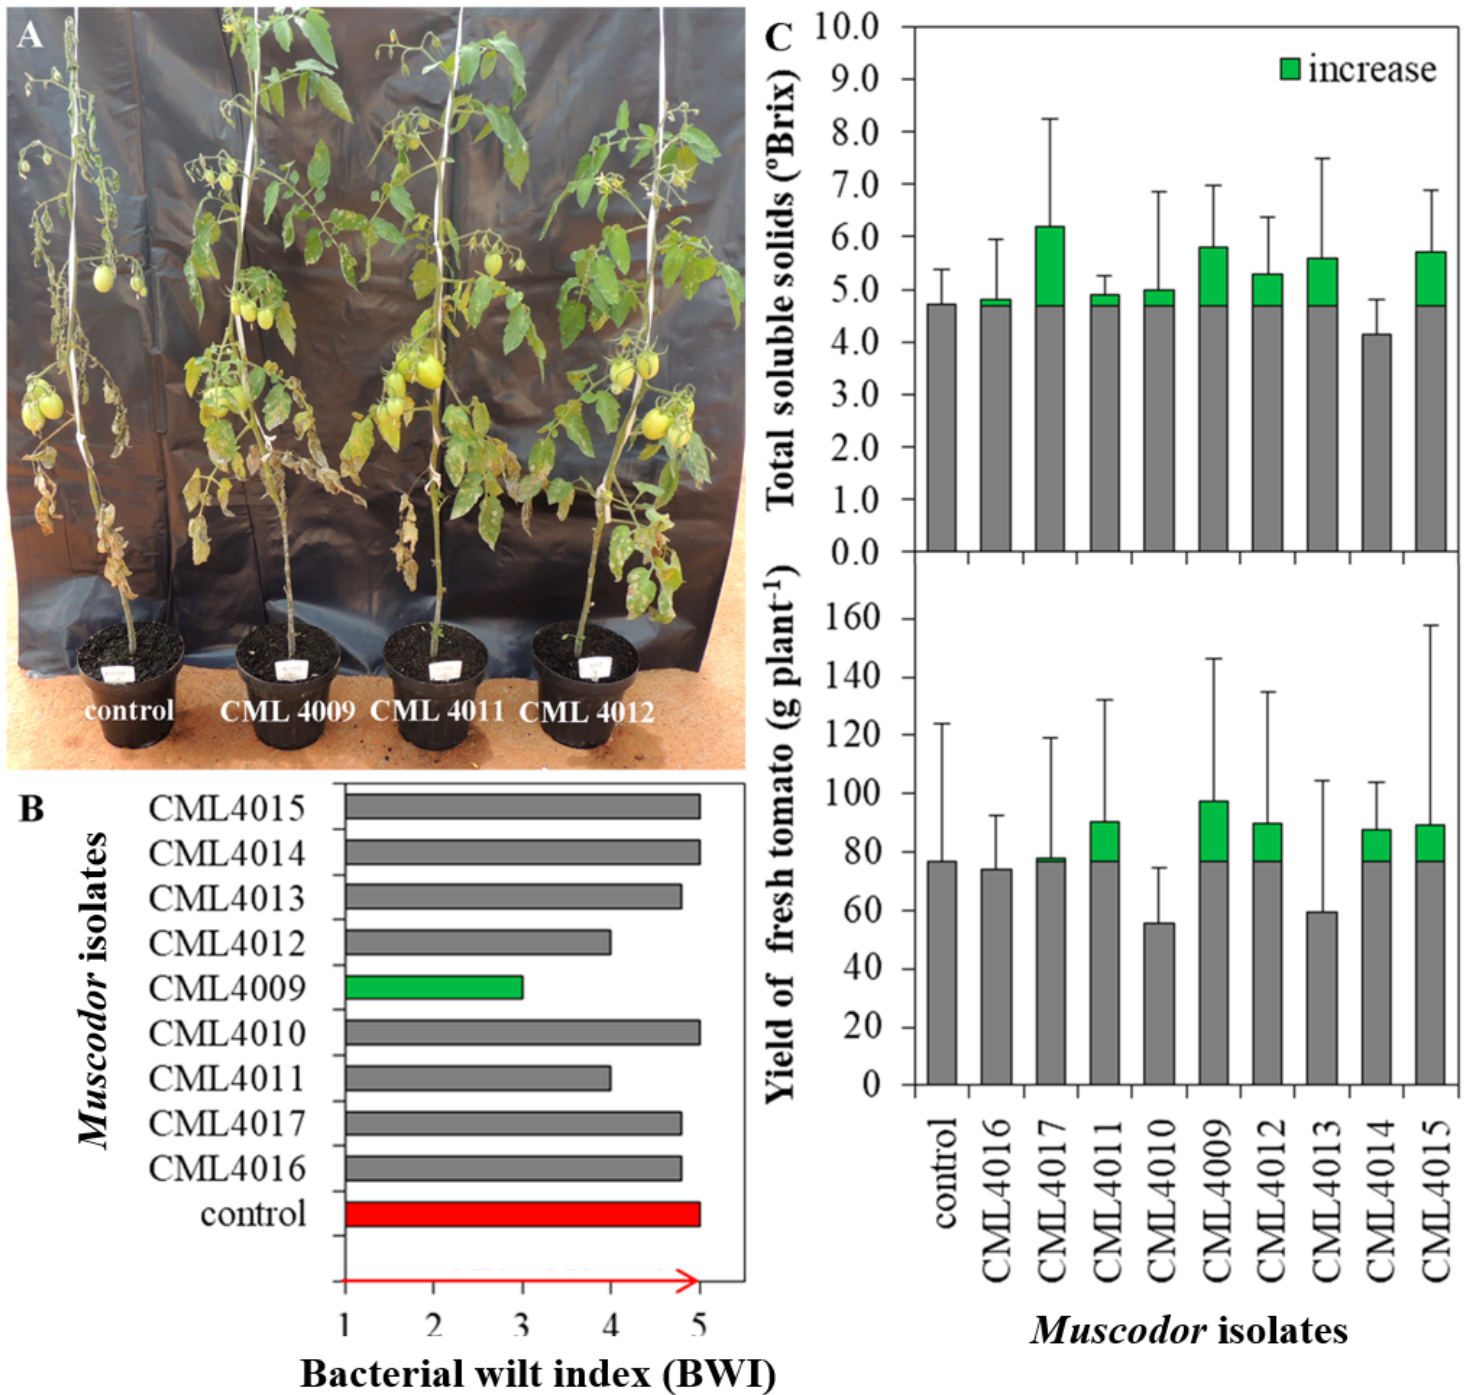 A
control
CML 4009
CML 4011
CML 4012
B
Muscodor isolates
CML4015
CML4014
CML4013
CML4012
CML4009
CML4010
CML4011
CML4017
CML4016
control
1 2 3 4 5
Bacterial wilt index (BWI)
C
Total soluble solids (ºBrix)
10.0
9.0
8.0
7.0
6.0
5.0
4.0
3.0
2.0
1.0
0.0
increase
Yield of fresh tomato (g plant⁻¹)
160
140
120
100
80
60
40
20
0
control
CML4016
CML4017
CML4011
CML4010
CML4009
CML4012
CML4013
CML4014
CML4015
Muscodor isolates